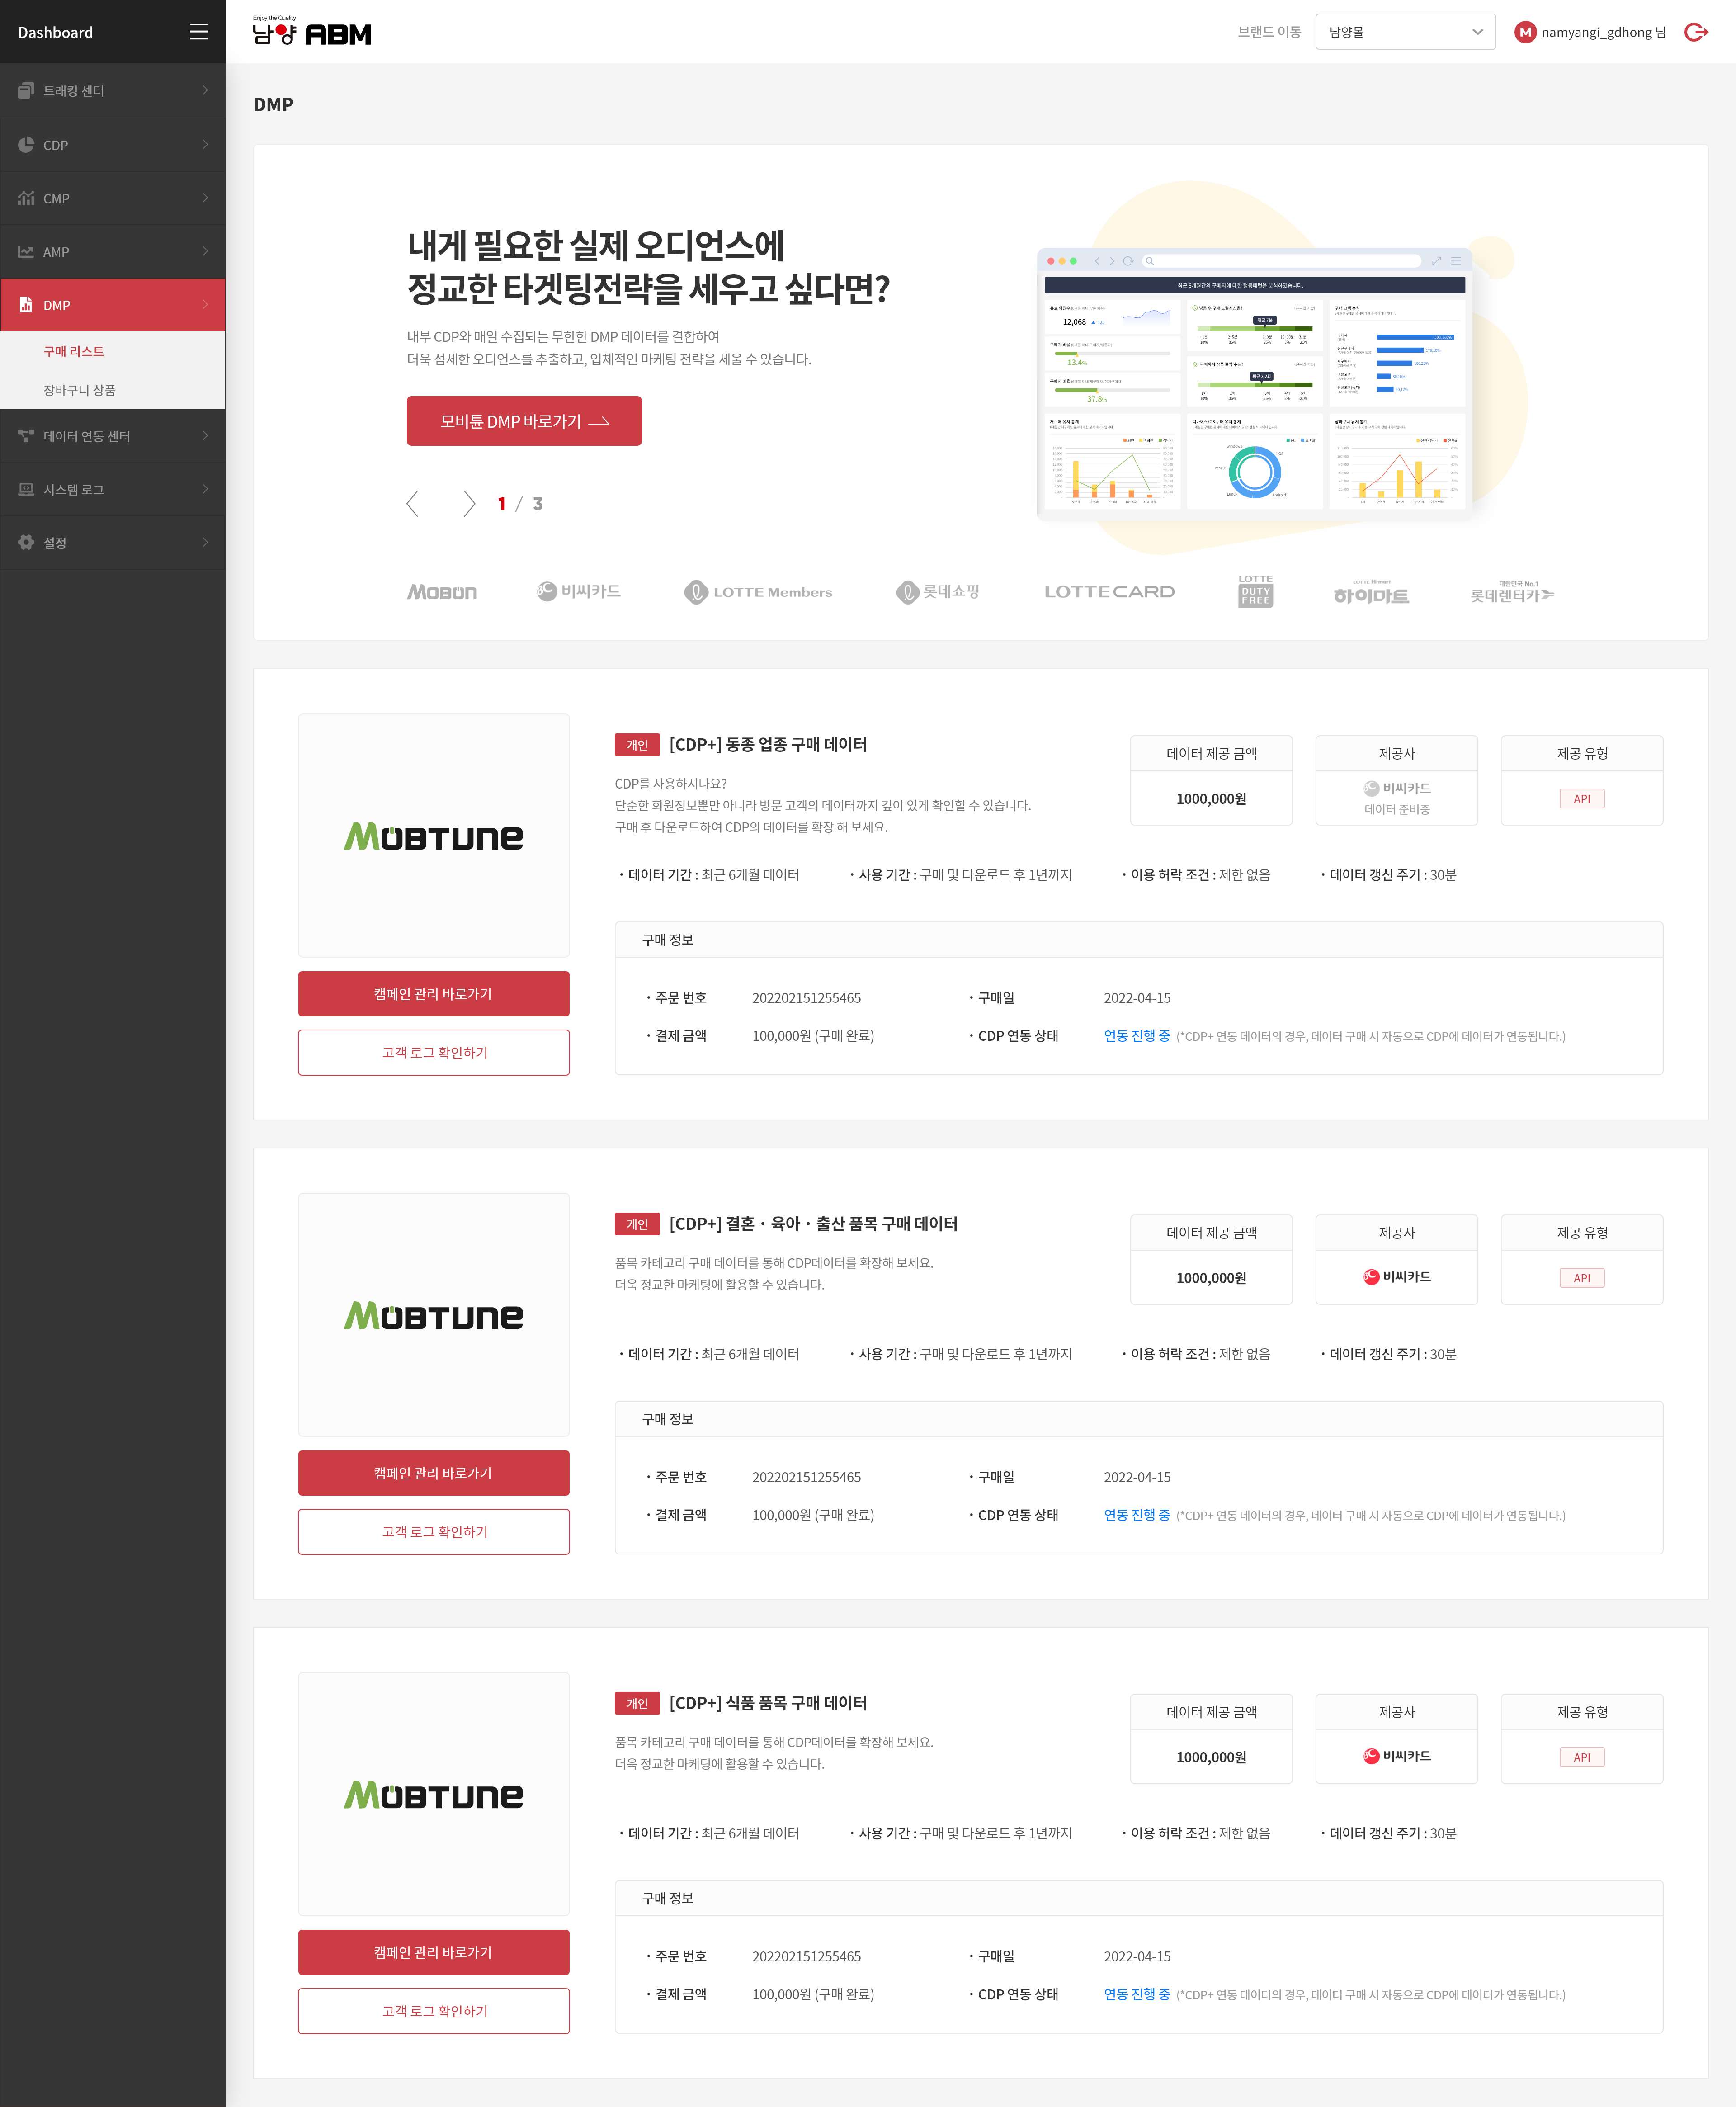 Dashboard
Enjoy the Quality
남양 ABM
브랜드 이동
남양몰
M
namyangi_gdhong 님
트래킹 센터
CDP
CMP
AMP
DMP
구매 리스트
장바구니 상품
데이터 연동 센터
시스템 로그
설정
DMP
내게 필요한 실제 오디언스에
정교한 타겟팅전략을 세우고 싶다면?
내부 CDP와 매일 수집되는 무한한 DMP 데이터를 결합하여
더욱 섬세한 오디언스를 추출하고, 입체적인 마케팅 전략을 세울 수 있습니다.
모비튠 DMP 바로가기
1 / 3
최근 6개월간의 구매자에 대한 행동패턴을 분석하였습니다.
12,068
13.4%
37.8%
MOBON
비씨카드
LOTTE Members
롯데쇼핑
LOTTE CARD
LOTTE
DUTY
FREE
LOTTE Hi-mart
하이마트
대한민국 No.1
롯데렌터카
MOBTUNE
캠페인 관리 바로가기
고객 로그 확인하기
개인 [CDP+] 동종 업종 구매 데이터
CDP를 사용하시나요?
단순한 회원정보뿐만 아니라 방문 고객의 데이터까지 깊이 있게 확인할 수 있습니다.
구매 후 다운로드하여 CDP의 데이터를 확장 해 보세요.
데이터 제공 금액
1000,000원
제공사
비씨카드
데이터 준비중
제공 유형
API
· 데이터 기간 : 최근 6개월 데이터
· 사용 기간 : 구매 및 다운로드 후 1년까지
· 이용 허락 조건 : 제한 없음
· 데이터 갱신 주기 : 30분
구매 정보
· 주문 번호 202202151255465
· 구매일 2022-04-15
· 결제 금액 100,000원 (구매 완료)
· CDP 연동 상태 연동 진행 중 (*CDP+ 연동 데이터의 경우, 데이터 구매 시 자동으로 CDP에 데이터가 연동됩니다.)
MOBTUNE
캠페인 관리 바로가기
고객 로그 확인하기
개인 [CDP+] 결혼 · 육아 · 출산 품목 구매 데이터
품목 카테고리 구매 데이터를 통해 CDP데이터를 확장해 보세요.
더욱 정교한 마케팅에 활용할 수 있습니다.
데이터 제공 금액
1000,000원
제공사
비씨카드
제공 유형
API
· 데이터 기간 : 최근 6개월 데이터
· 사용 기간 : 구매 및 다운로드 후 1년까지
· 이용 허락 조건 : 제한 없음
· 데이터 갱신 주기 : 30분
구매 정보
· 주문 번호 202202151255465
· 구매일 2022-04-15
· 결제 금액 100,000원 (구매 완료)
· CDP 연동 상태 연동 진행 중 (*CDP+ 연동 데이터의 경우, 데이터 구매 시 자동으로 CDP에 데이터가 연동됩니다.)
MOBTUNE
캠페인 관리 바로가기
고객 로그 확인하기
개인 [CDP+] 식품 품목 구매 데이터
품목 카테고리 구매 데이터를 통해 CDP데이터를 확장해 보세요.
더욱 정교한 마케팅에 활용할 수 있습니다.
데이터 제공 금액
1000,000원
제공사
비씨카드
제공 유형
API
· 데이터 기간 : 최근 6개월 데이터
· 사용 기간 : 구매 및 다운로드 후 1년까지
· 이용 허락 조건 : 제한 없음
· 데이터 갱신 주기 : 30분
구매 정보
· 주문 번호 202202151255465
· 구매일 2022-04-15
· 결제 금액 100,000원 (구매 완료)
· CDP 연동 상태 연동 진행 중 (*CDP+ 연동 데이터의 경우, 데이터 구매 시 자동으로 CDP에 데이터가 연동됩니다.)